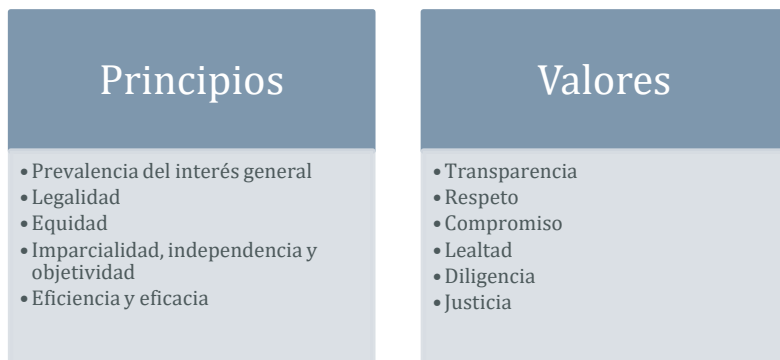 Principios
• Prevalencia del interés general
• Legalidad
• Equidad
• Imparcialidad, independencia y
objetividad
• Eficiencia y eficacia
Valores
• Transparencia
• Respeto
• Compromiso
• Lealtad
• Diligencia
• Justicia